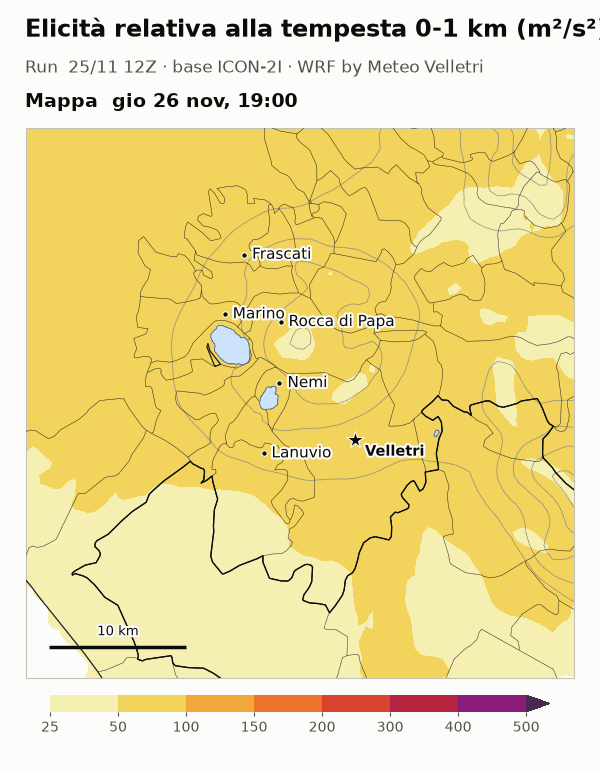 Elicità relativa alla tempesta 0-1 km (m²/s²)
Run  25/11 12Z · base ICON-2I · WRF by Meteo Velletri
Mappa  gio 26 nov, 19:00
Frascati
Marino
Rocca di Papa
Nemi
Velletri
Lanuvio
10 km
25 50 100 150 200 300 400 500